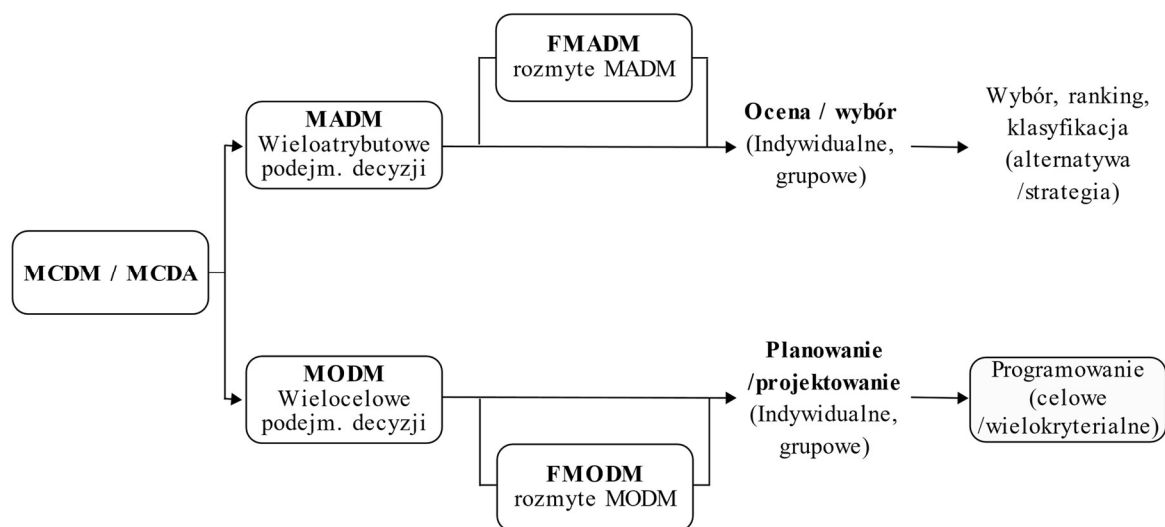 FMADM
rozmyte MADM
MADM
Wieloatrybutowe
podejm. decyzji
Ocena / wybór
(Indywidualne,
grupowe)
Wybór, ranking,
klasyfikacja
(alternatywa
/strategia)
MCDM / MCDA
MODM
Wielocelowe
podejm. decyzji
Planowanie
/projektowanie
(Indywidualne,
grupowe)
Programowanie
(celowe
/wielokryterialne)
FMODM
rozmyte MODM